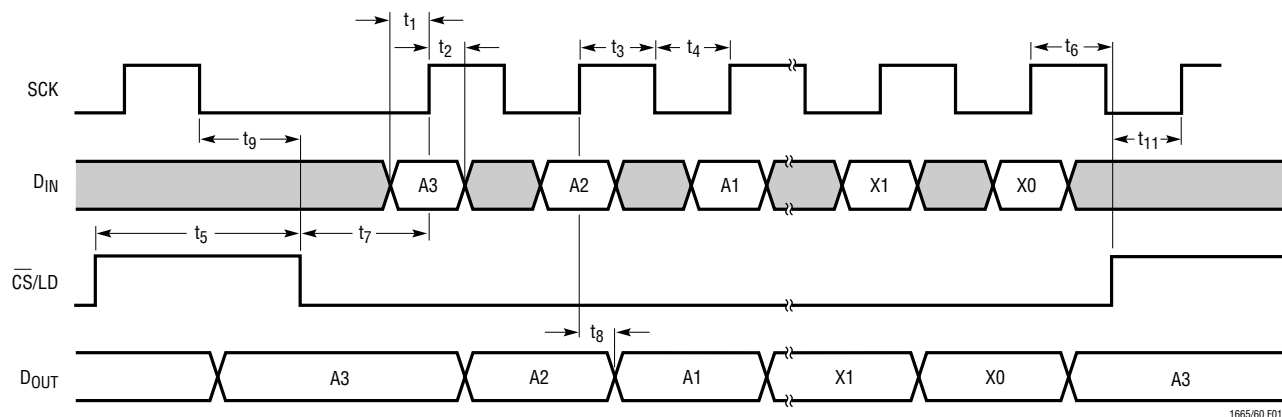 t1
t2 t3 t4 t6
SCK
t9 t11
DIN A3 A2 A1 X1 X0
t5 t7
CS/LD
t8
DOUT A3 A2 A1 X1 X0 A3
1665/60 F01